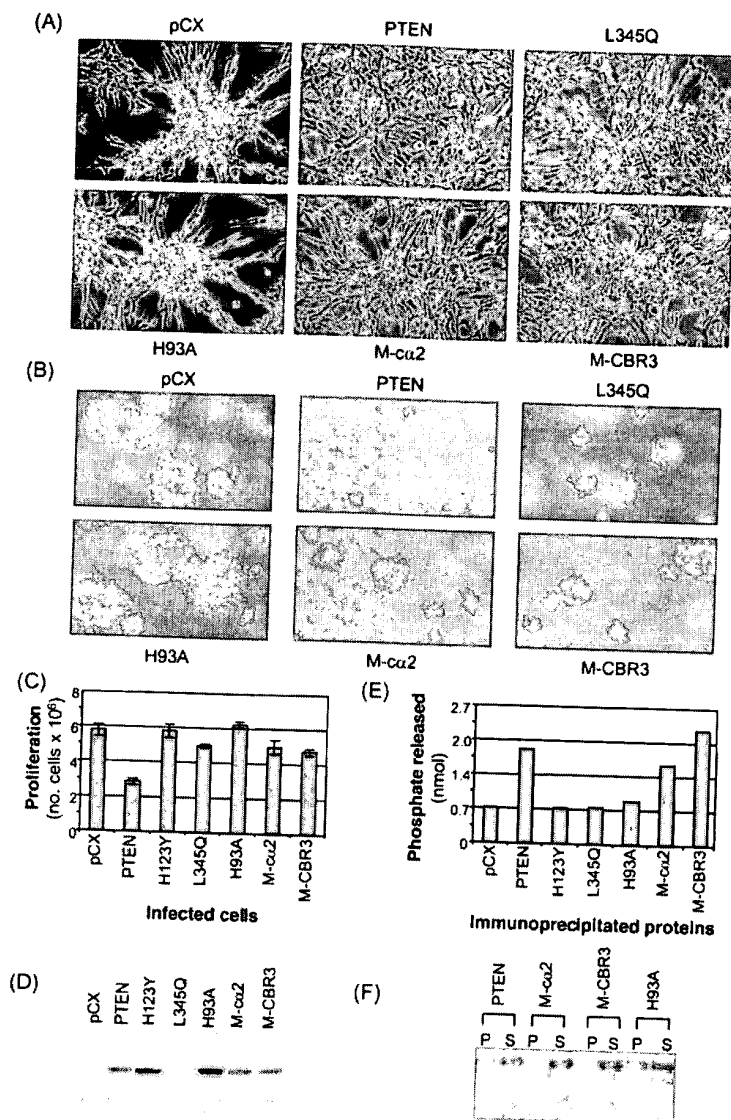 (A)
pCX
PTEN
L345Q
H93A
M-cα2
M-CBR3
(B)
pCX
PTEN
L345Q
H93A
M-cα2
M-CBR3
(C)
Proliferation
(no. cells x 10⁶)
8
6
4
2
0
pCX
PTEN
H123Y
L345Q
H93A
M-cα2
M-CBR3
Infected cells
(E)
Phosphate released
(nmol)
2.7
2.0
1.4
0.7
0
pCX
PTEN
H123Y
L345Q
H93A
M-cα2
M-CBR3
Immunoprecipitated proteins
(D)
pCX
PTEN
H123Y
L345Q
H93A
M-cα2
M-CBR3
(F)
PTEN
M-cα2
M-CBR3
H93A
P S P S P S P S